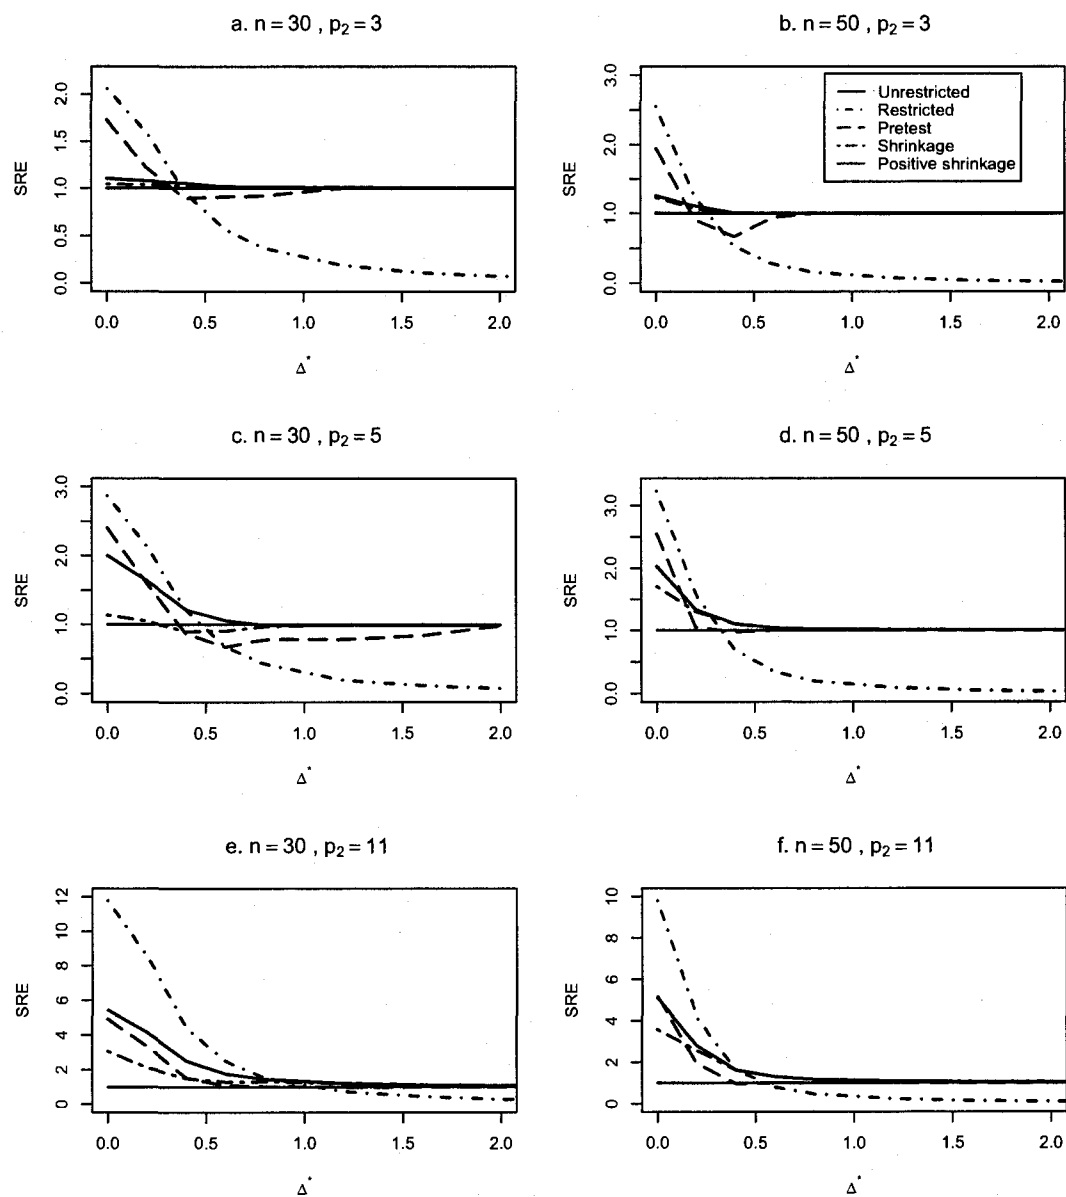 a. n = 30 , p₂ = 3
SRE
0.0 0.5 1.0 1.5 2.0
0.0 0.5 1.0 1.5 2.0
Δ*
b. n = 50 , p₂ = 3
SRE
0.0 1.0 2.0 3.0
Unrestricted
Restricted
Pretest
Shrinkage
Positive shrinkage
0.0 0.5 1.0 1.5 2.0
Δ*
c. n = 30 , p₂ = 5
SRE
0.0 1.0 2.0 3.0
0.0 0.5 1.0 1.5 2.0
Δ*
d. n = 50 , p₂ = 5
SRE
0.0 1.0 2.0 3.0
0.0 0.5 1.0 1.5 2.0
Δ*
e. n = 30 , p₂ = 11
SRE
0 2 4 6 8 10 12
0.0 0.5 1.0 1.5 2.0
Δ*
f. n = 50 , p₂ = 11
SRE
0 2 4 6 8 10
0.0 0.5 1.0 1.5 2.0
Δ*